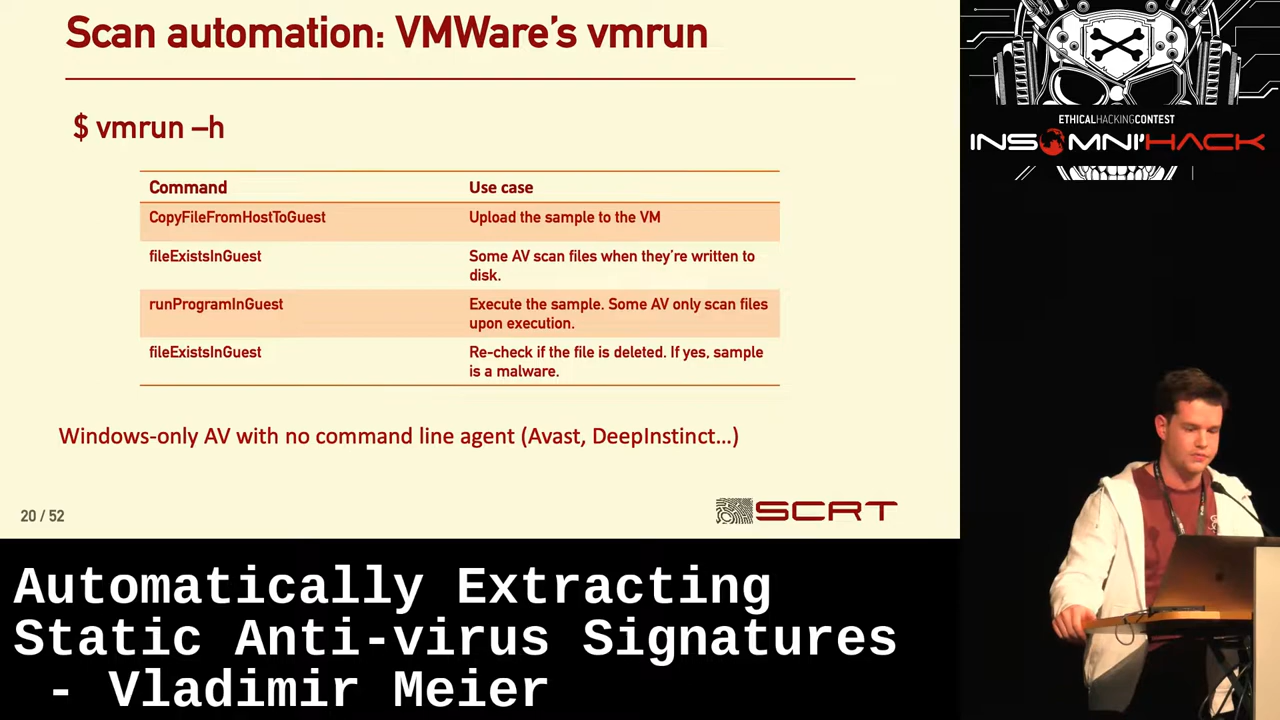 Scan automation: VMWare's vmrun
$ vmrun –h
Command Use case
CopyFileFromHostToGuest Upload the sample to the VM
fileExistsInGuest Some AV scan files when they're written to
disk.
runProgramInGuest Execute the sample. Some AV only scan files
upon execution.
fileExistsInGuest Re-check if the file is deleted. If yes, sample
is a malware.
Windows-only AV with no command line agent (Avast, DeepInstinct...)
20 / 52
SCRT
ETHICALHACKINGCONTEST
INSOMNI'HACK
Automatically Extracting
Static Anti-virus Signatures
- Vladimir Meier